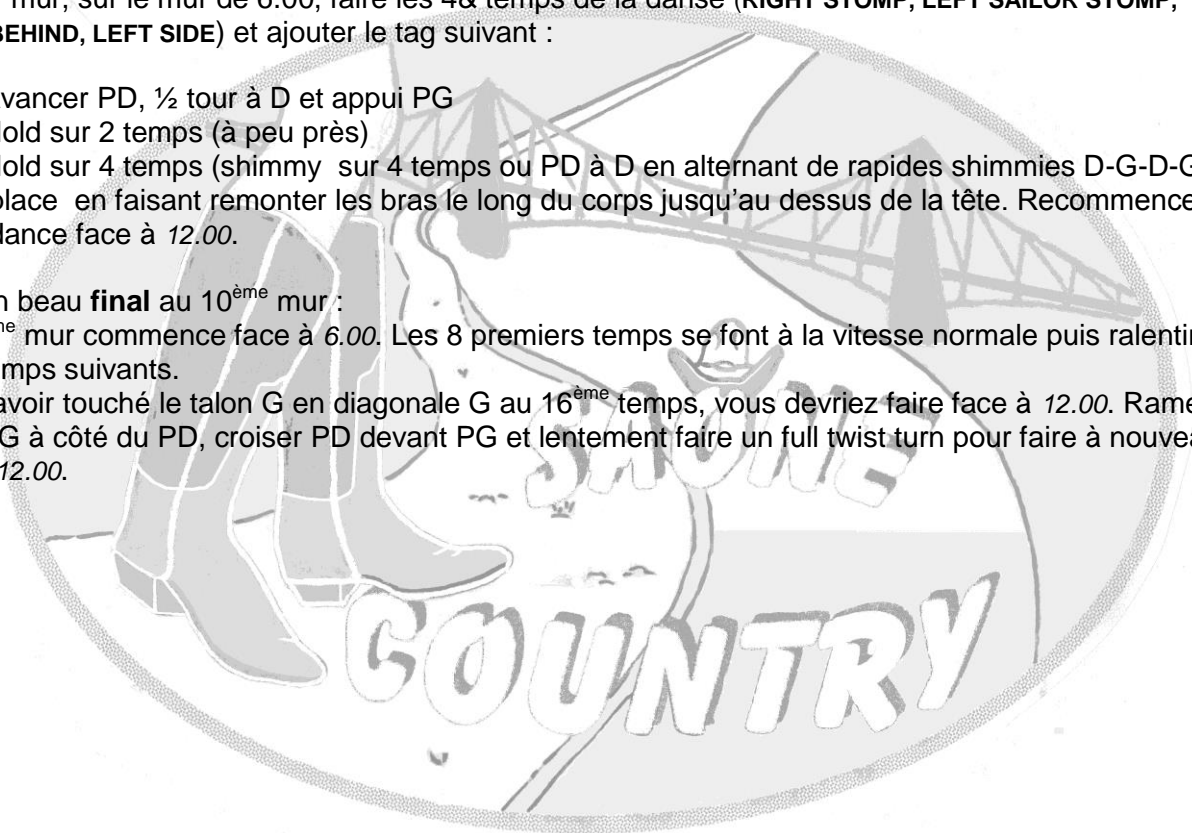 mur, sur le mur de 6.00, faire les 4& temps de la danse (RIGHT STOMP, LEFT SAILOR STOMP,
BEHIND, LEFT SIDE) et ajouter le tag suivant :
vancer PD, ½ tour à D et appui PG
old sur 2 temps (à peu près)
old sur 4 temps (shimmy sur 4 temps ou PD à D en alternant de rapides shimmies D-G-D-G
place en faisant remonter les bras le long du corps jusqu’au dessus de la tête. Recommence
dance face à 12.00.
n beau final au 10ème mur :
me mur commence face à 6.00. Les 8 premiers temps se font à la vitesse normale puis ralentir
mps suivants.
avoir touché le talon G en diagonale G au 16ème temps, vous devriez faire face à 12.00. Rame
G à côté du PD, croiser PD devant PG et lentement faire un full twist turn pour faire à nouvea
12.00.
SAONE
COUNTRY